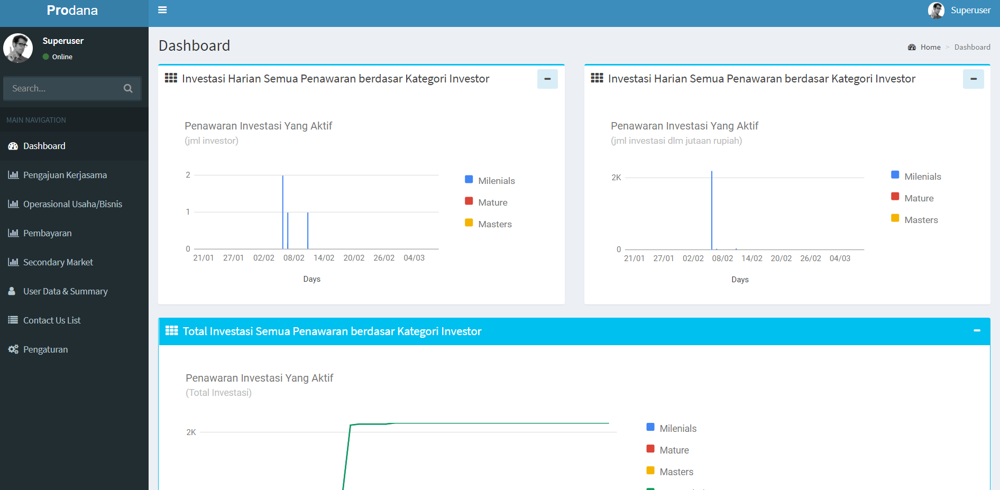 Prodana
Superuser
Superuser
Online
Search...
MAIN NAVIGATION
Dashboard
Pengajuan Kerjasama
Operasional Usaha/Bisnis
Pembayaran
Secondary Market
User Data & Summary
Contact Us List
Pengaturan
Dashboard
Home > Dashboard
Investasi Harian Semua Penawaran berdasar Kategori Investor
Penawaran Investasi Yang Aktif
(jml investor)
2
1
0
21/01 27/01 02/02 08/02 14/02 20/02 26/02 04/03
Days
Milenials
Mature
Masters
Investasi Harian Semua Penawaran berdasar Kategori Investor
Penawaran Investasi Yang Aktif
(jml investasi dlm jutaan rupiah)
2K
0
21/01 27/01 02/02 08/02 14/02 20/02 26/02 04/03
Days
Milenials
Mature
Masters
Total Investasi Semua Penawaran berdasar Kategori Investor
Penawaran Investasi Yang Aktif
(Total Investasi)
2K
Milenials
Mature
Masters